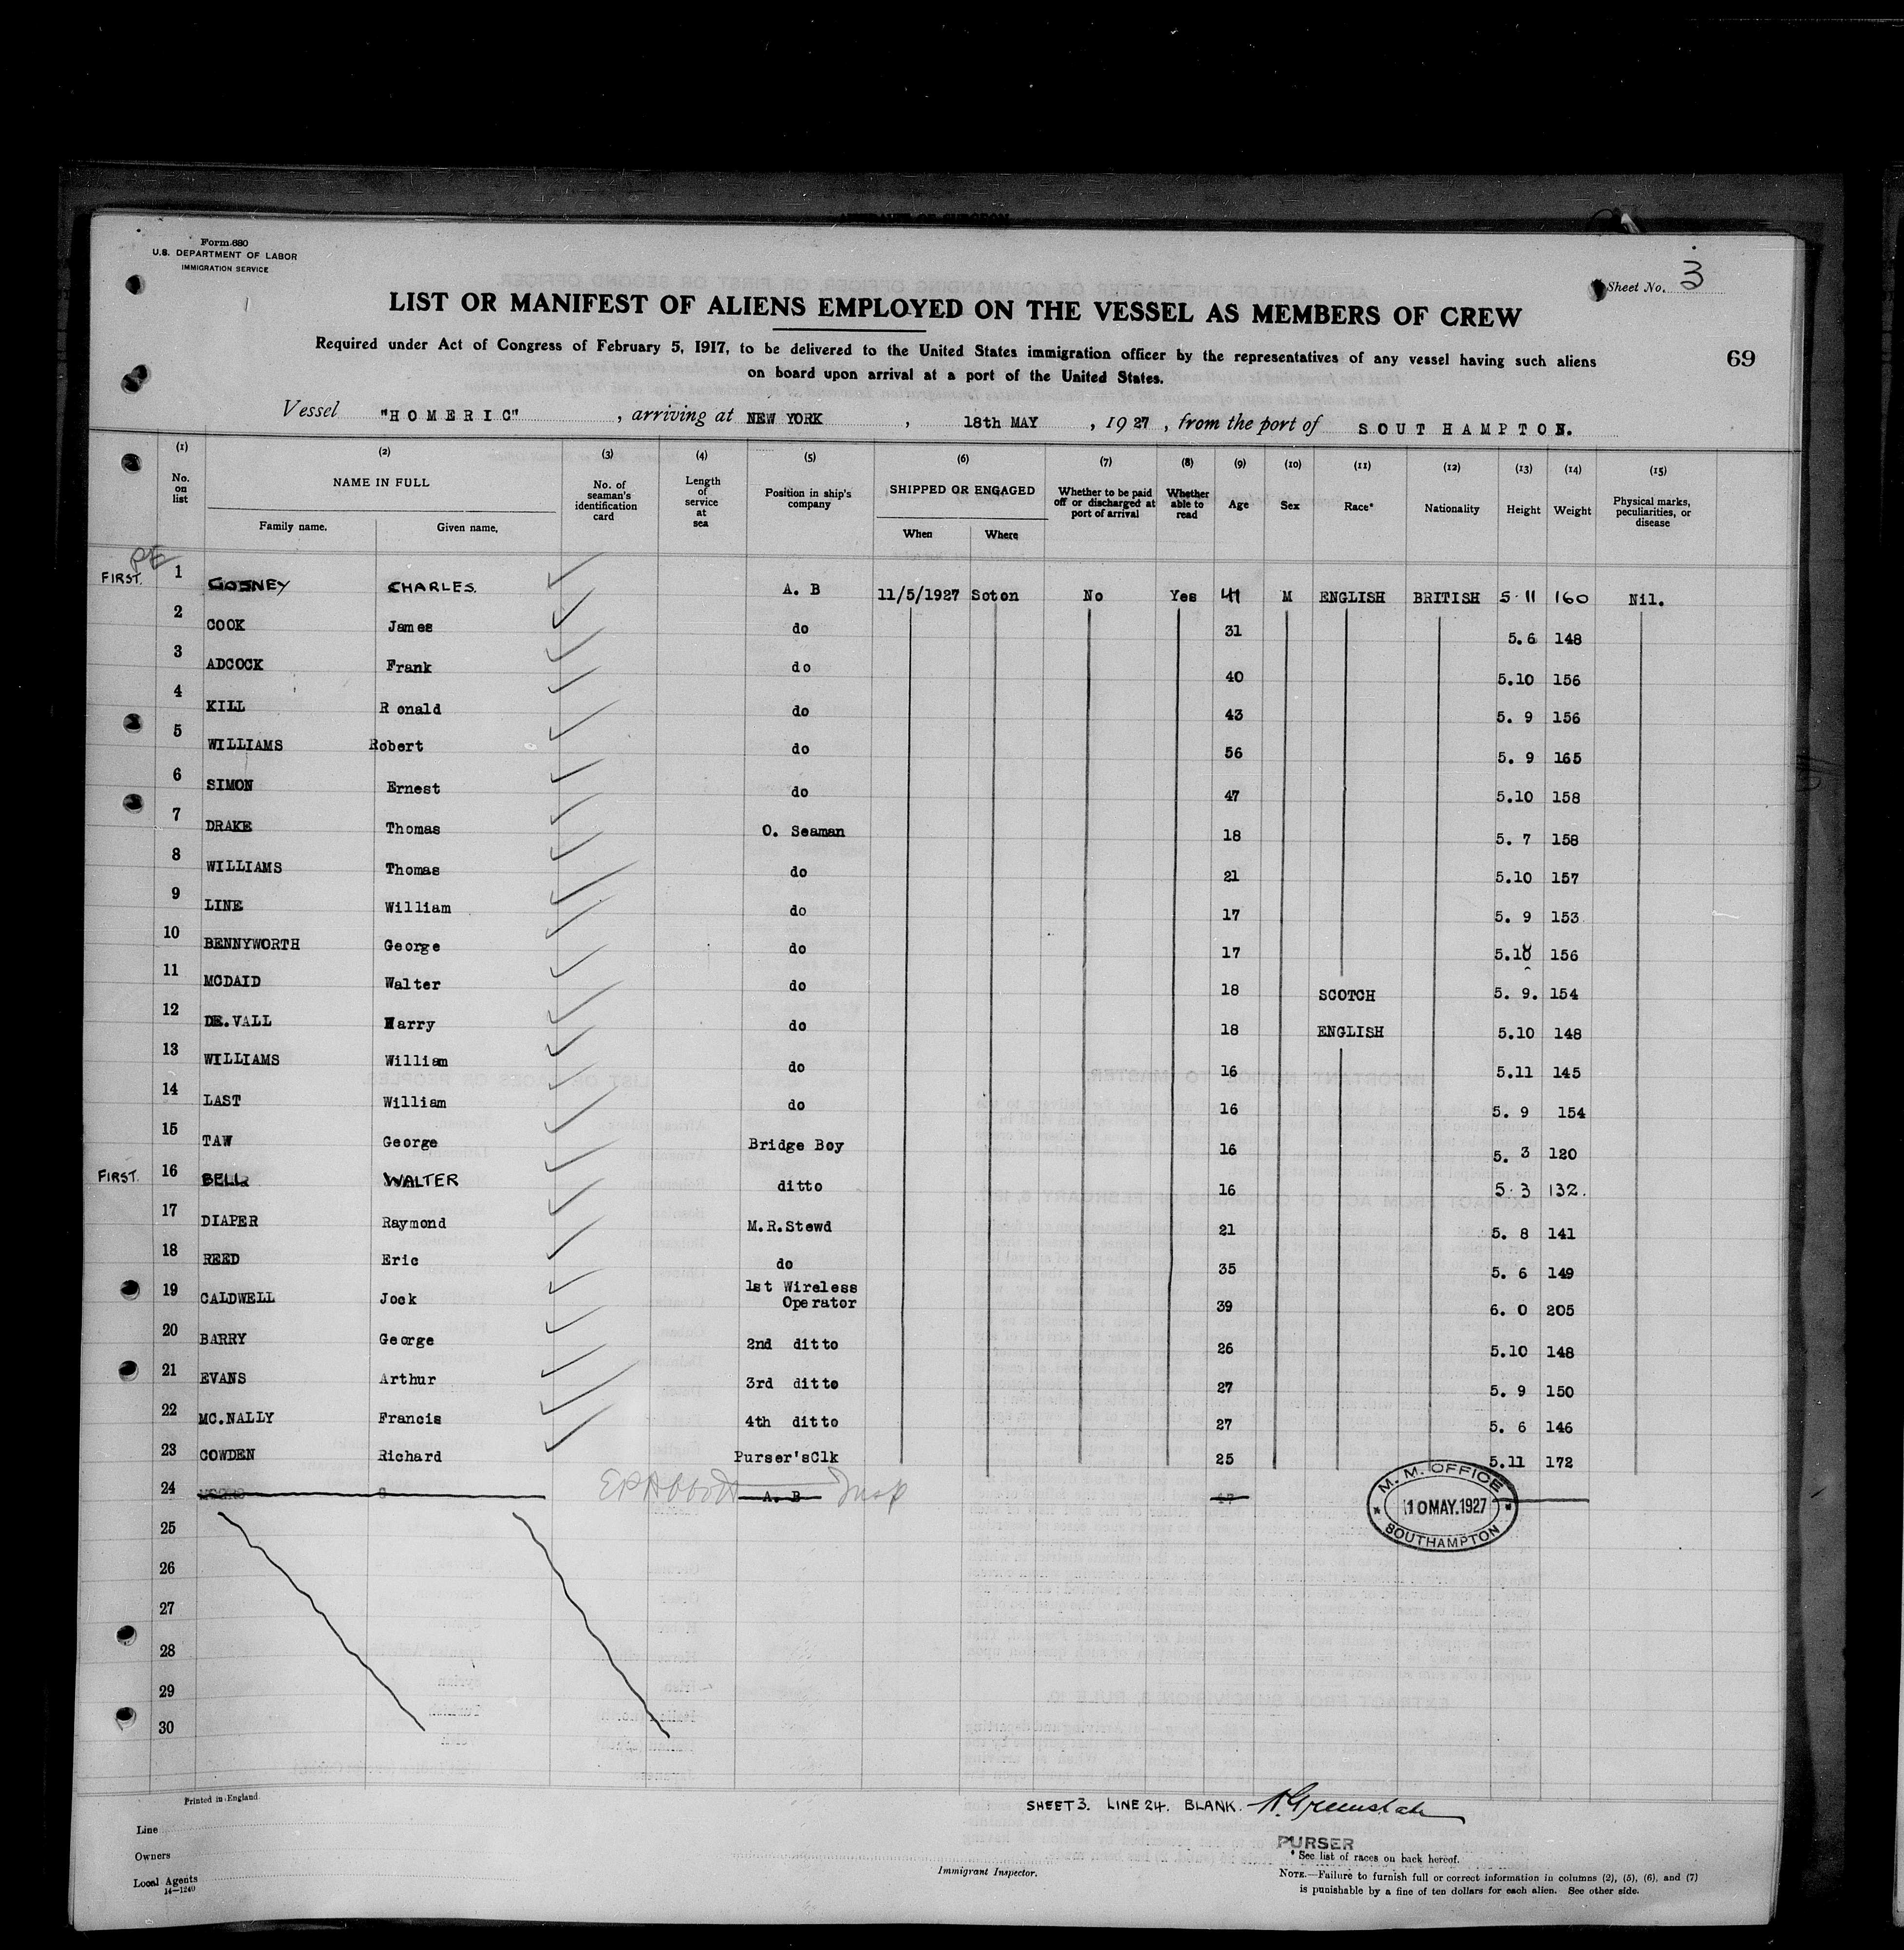 Form 680
U.S. DEPARTMENT OF LABOR
IMMIGRATION SERVICE
Sheet No. 3
LIST OR MANIFEST OF ALIENS EMPLOYED ON THE VESSEL AS MEMBERS OF CREW
Required under Act of Congress of February 5, 1917, to be delivered to the United States immigration officer by the representatives of any vessel having such aliens
on board upon arrival at a port of the United States.
69
Vessel "HOMERIC", arriving at NEW YORK, 18th MAY, 1927, from the port of SOUTHAMPTON.
(1) (2) (3) (4) (5) (6) (7) (8) (9) (10) (11) (12) (13) (14) (15)
No. on list NAME IN FULL Family name. Given name. No. of seaman's identification card Length of service at sea Position in ship's company SHIPPED OR ENGAGED When Where Whether to be paid off or discharged at port of arrival Whether able to read Age Sex Race* Nationality Height Weight Physical marks, peculiarities, or disease
FIRST. 1 GOSNEY CHARLES. A. B 11/5/1927 Soton No Yes 41 M ENGLISH BRITISH 5.11 160 Nil.
2 COOK James do 31 5.6 148
3 ADCOCK Frank do 40 5.10 156
4 KILL Ronald do 43 5. 9 156
5 WILLIAMS Robert do 56 5. 9 165
6 SIMON Ernest do 47 5.10 158
7 DRAKE Thomas O. Seaman 18 5. 7 158
8 WILLIAMS Thomas do 21 5.10 157
9 LINE William do 17 5. 9 153
10 BENNYWORTH George do 17 156
11 MCDAID Walter do 18 SCOTCH 5. 9. 154
12 DE.VALL Harry do 18 ENGLISH 5.10 148
13 WILLIAMS William do 16 5.11 145
14 LAST William do 16 5. 9 154
15 TAW George Bridge Boy 16 5. 3 120
FIRST. 16 BELL WALTER ditto 16 5.3 132.
17 DIAPER Raymond M.R.Stewd 21 5. 8 141
18 REED Eric do 35 5. 6 149
19 CALDWELL Jock 1st Wireless Operator 39 6. 0 205
20 BARRY George 2nd ditto 26 5.10 148
21 EVANS Arthur 3rd ditto 27 5. 9 150
22 MC.NALLY Francis 4th ditto 27 5. 6 146
23 COWDEN Richard Purser'sClk 25 5.11 172
24 A. B
M. M. OFFICE
10 MAY.1927
SOUTHAMPTON
25
26
27
28
29
30
Printed in England
SHEET 3. LINE 24. BLANK.
Line
PURSER
Owners
* See list of races on back hereof.
Local Agents
Immigrant Inspector.
14—1240
NOTE.—Failure to furnish full or correct information in columns (2), (5), (6), and (7)
is punishable by a fine of ten dollars for each alien. See other side.